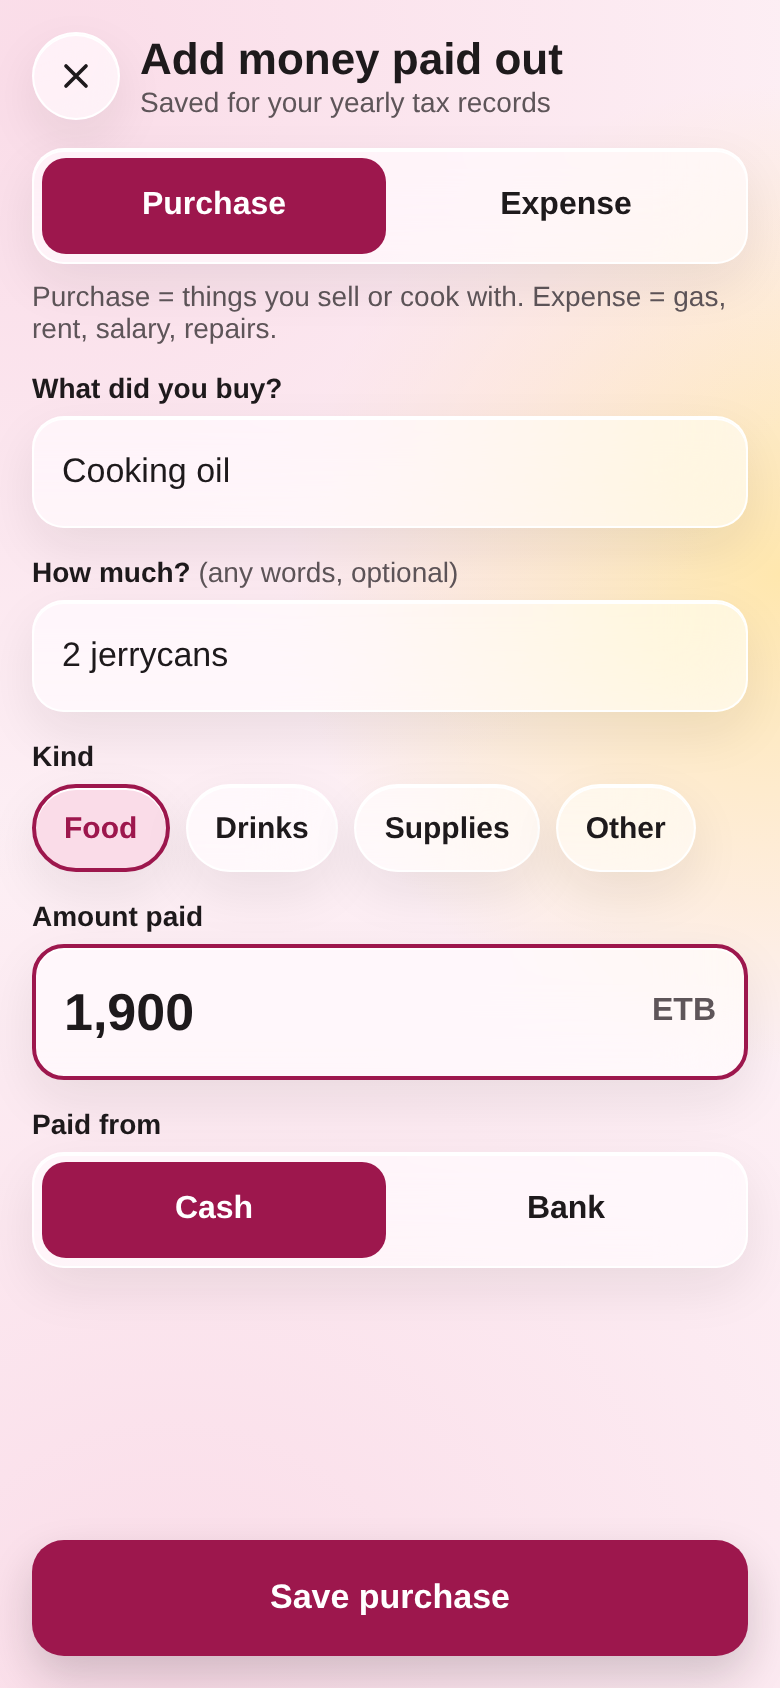 Add money paid out
Saved for your yearly tax records
Purchase
Expense
Purchase = things you sell or cook with. Expense = gas,
rent, salary, repairs.
What did you buy?
Cooking oil
How much? (any words, optional)
2 jerrycans
Kind
Food
Drinks
Supplies
Other
Amount paid
1,900
ETB
Paid from
Cash
Bank
Save purchase